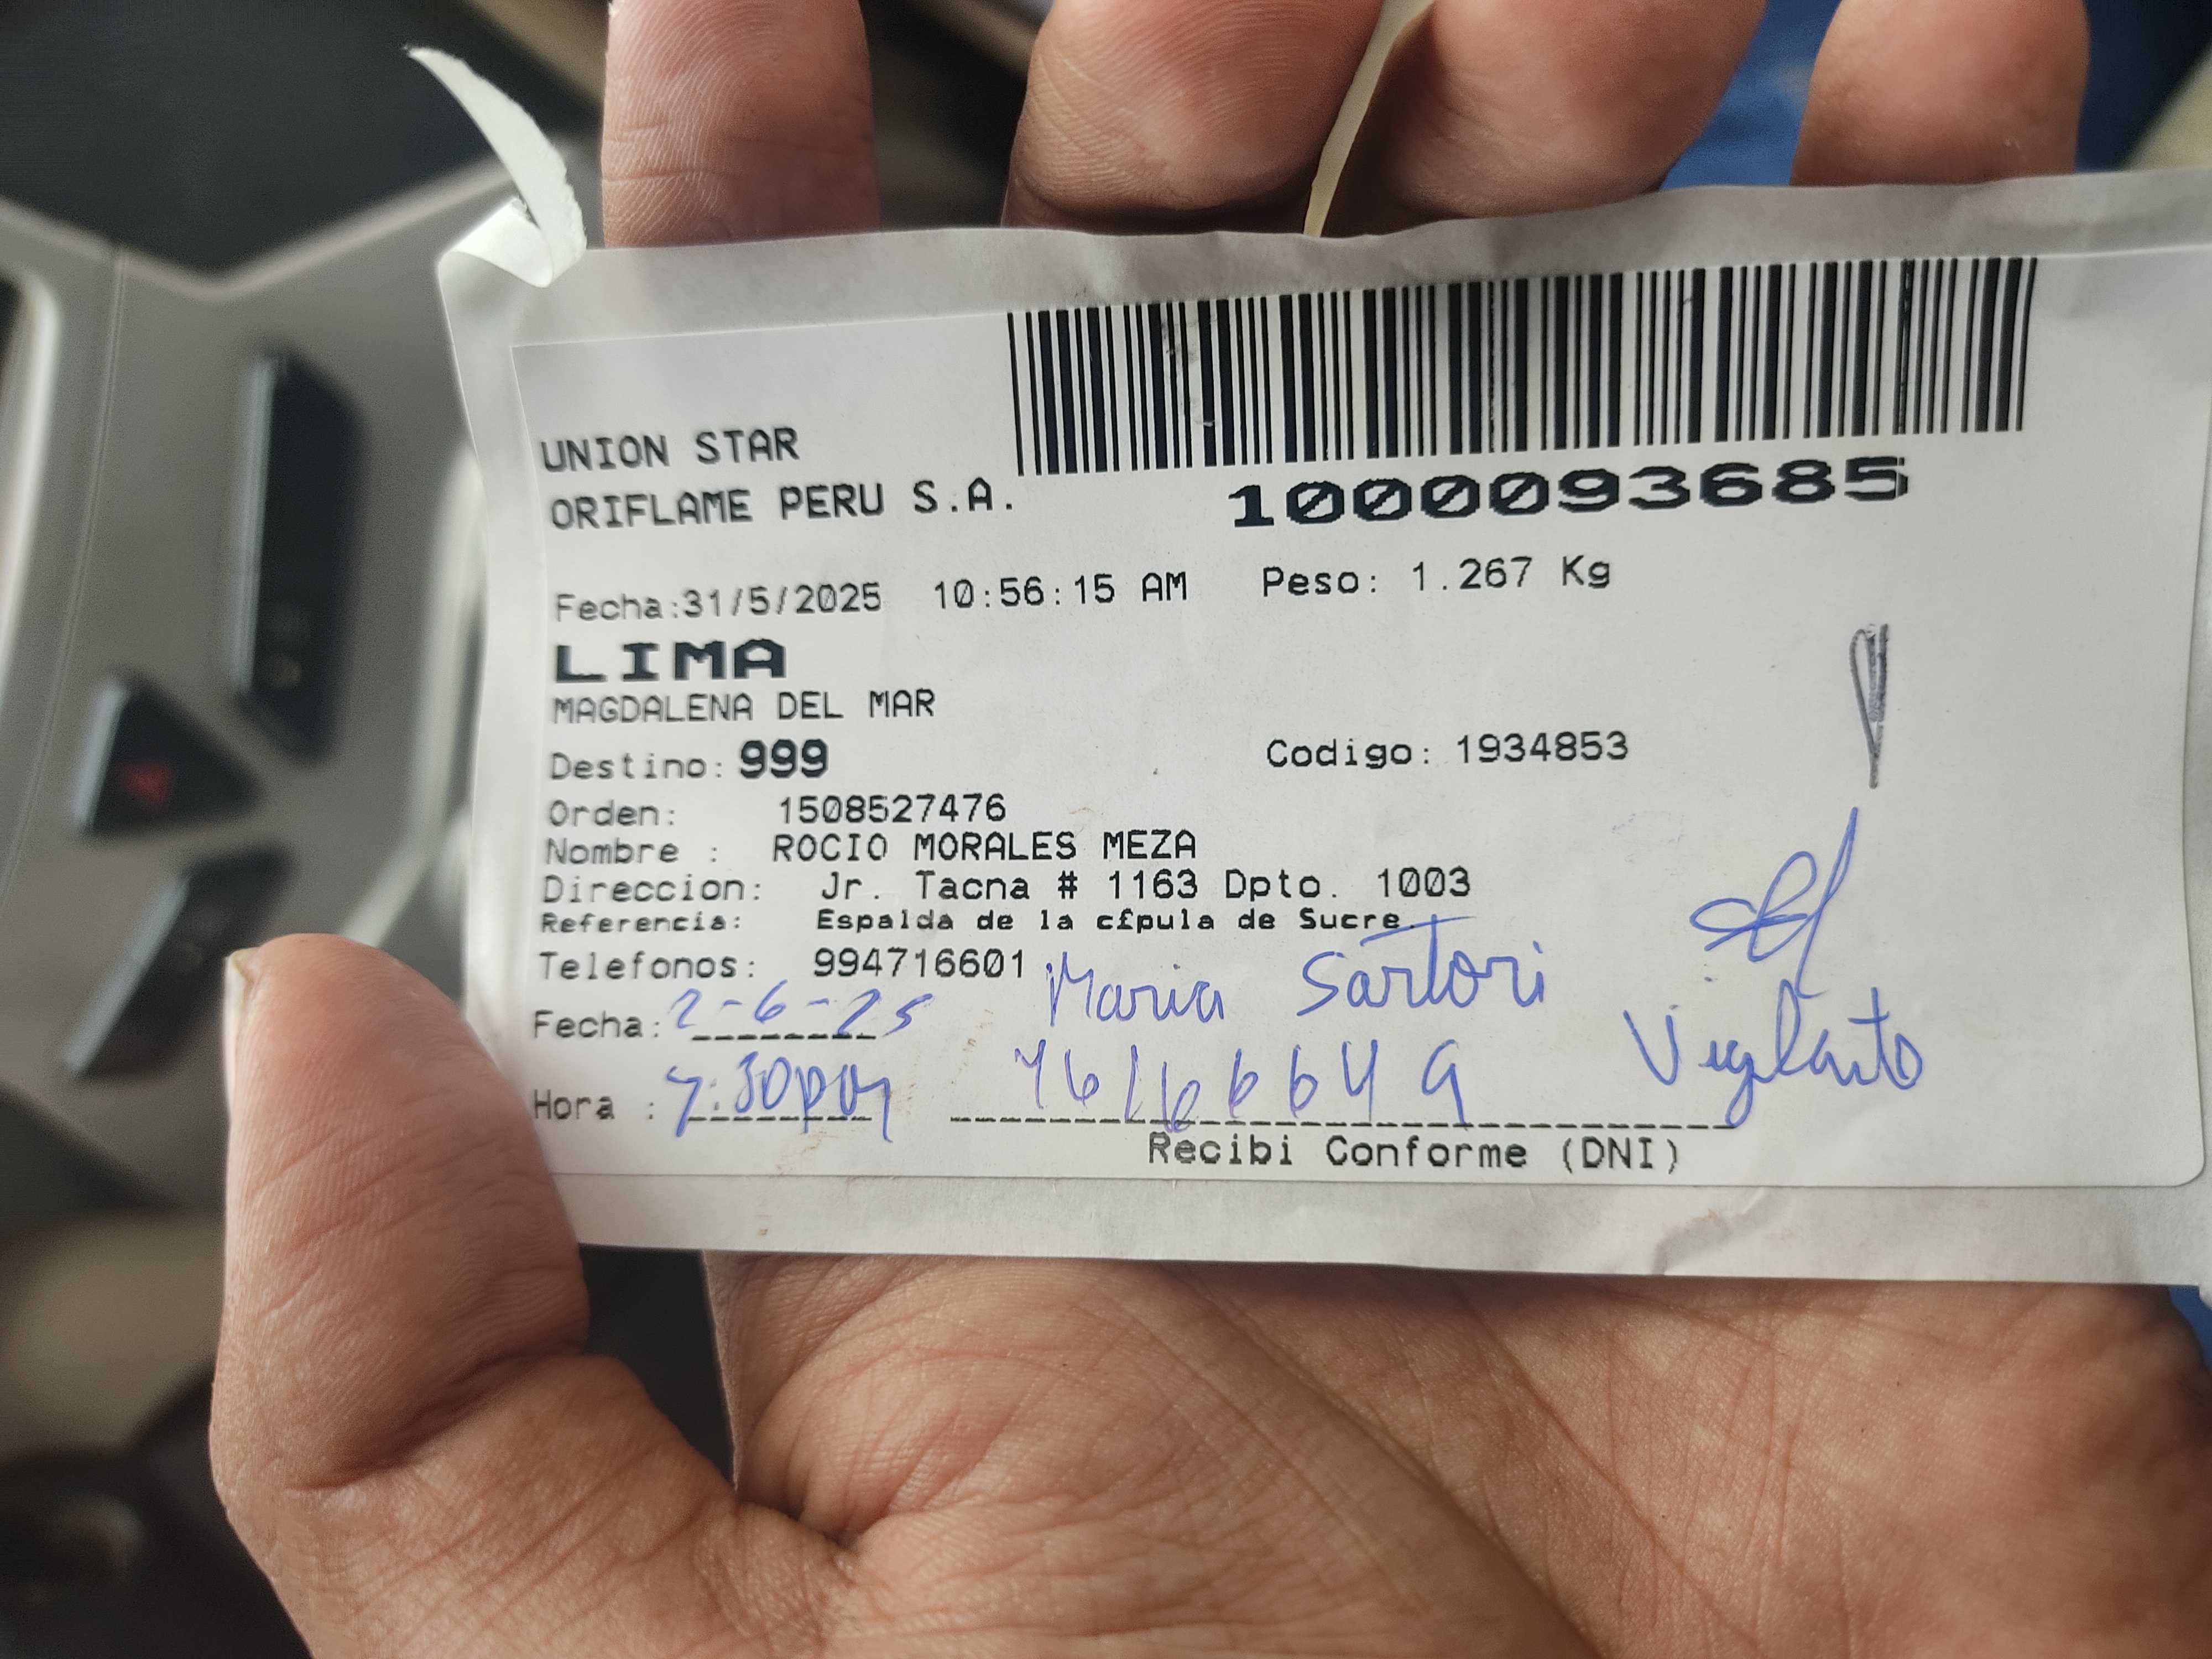 UNION STAR
ORIFLAME PERU S.A.
1000093685
Fecha:31/5/2025 10:56:15 AM Peso: 1.267 Kg
LIMA
MAGDALENA DEL MAR
Destino: 999 Codigo: 1934853
Orden: 1508527476
Nombre : ROCIO MORALES MEZA
Direccion: Jr. Tacna # 1163 Dpto. 1003
Referencia: Espalda de la c£pula de Sucre.
Telefonos: 994716601
Maria Sartori
Fecha: 2-6-25
Hora : 7:30pm
Recibi Conforme (DNI)